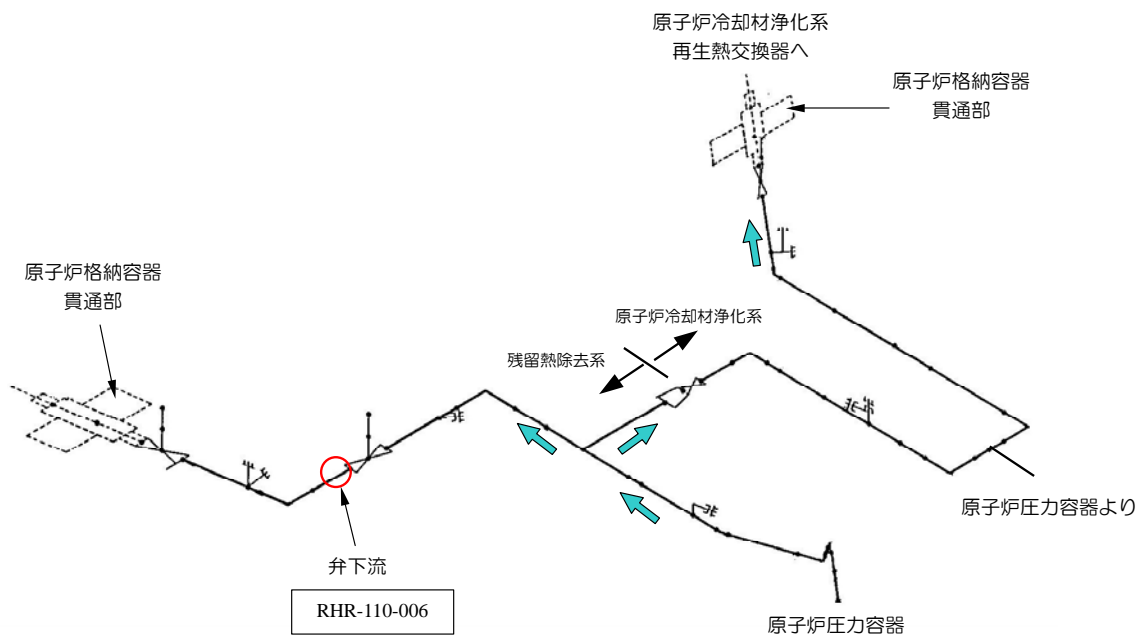 原子炉冷却材浄化系
再生熱交換器へ
原子炉格納容器
貫通部
原子炉格納容器
貫通部
原子炉冷却材浄化系
残留熱除去系
原子炉圧力容器より
弁下流
RHR-110-006
原子炉圧力容器